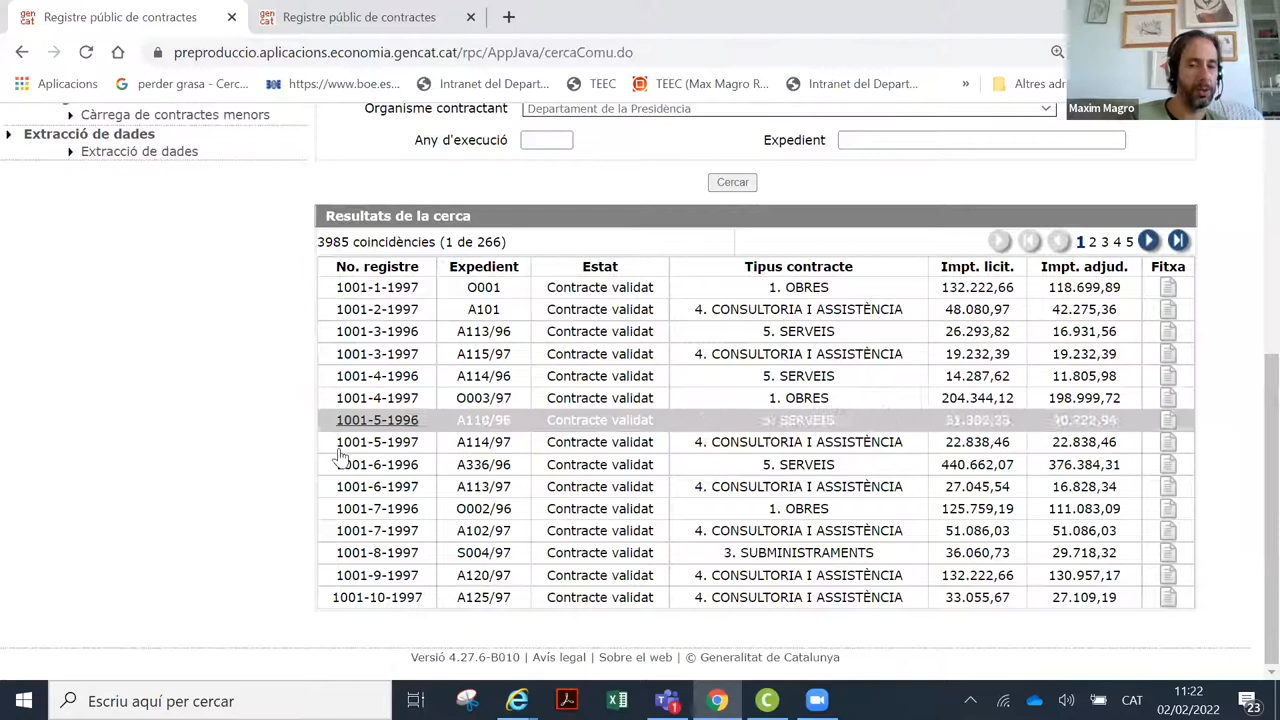 gen cat Registre públic de contractes × gen cat Registre públic de contractes × +
preproduccio.aplicacions.economia.gencat.cat/rpc/AppJava/cercaComu.do
Aplicacions perder grasa - Cerc... https://www.boe.es... Intranet del Depart... TEEC TEEC (Max Magro R... Intranet del Depart... » Altres adr
Maxim Magro
Organisme contractant Departament de la Presidència
Càrrega de contractes menors
Extracció de dades
Extracció de dades
Any d'execució Expedient
Cercar
Resultats de la cerca
3985 coincidències (1 de 266) 1 2 3 4 5
No. registre Expedient Estat Tipus contracte Impt. licit. Impt. adjud. Fitxa
1001-1-1997 O001 Contracte validat 1. OBRES 132.222,66 118.699,89
1001-2-1997 A101 Contracte validat 4. CONSULTORIA I ASSISTÈNCIA 48.080,97 42.275,36
1001-3-1996 A113/96 Contracte validat 5. SERVEIS 26.293,82 16.951,56
1001-3-1997 A115/97 Contracte validat 4. CONSULTORIA I ASSISTÈNCIA 19.232,39 19.232,39
1001-4-1996 A114/96 Contracte validat 5. SERVEIS 14.287,62 11.805,98
1001-4-1997 O003/97 Contracte validat 1. OBRES 204.344,12 198.999,72
1001-5-1996 Contracte validat 5. SERVEIS
1001-5-1997 A114/97 Contracte validat 4. CONSULTORIA I ASSISTÈNCIA 22.838,46 22.838,46
1001-6-1996 A136/96 Contracte validat 5. SERVEIS 440.662,07 376.384,31
1001-6-1997 A113/97 Contracte validat 4. CONSULTORIA I ASSISTÈNCIA 27.045,54 16.828,34
1001-7-1996 O002/96 Contracte validat 1. OBRES 125.759,19 111.083,09
1001-7-1997 A102/97 Contracte validat 4. CONSULTORIA I ASSISTÈNCIA 51.086,03 51.086,03
1001-8-1997 S004/97 Contracte validat SUBMINISTRAMENTS 36.060,73 29.718,32
1001-9-1997 A120/97 Contracte validat 4. CONSULTORIA I ASSISTÈNCIA 132.222,66 130.957,17
1001-10-1997 A125/97 Contracte validat 4. CONSULTORIA I ASSISTÈNCIA 33.055,67 27.109,19
Versió 4.27.6-B010 | Avís legal | Sobre el web | © Generalitat de Catalunya
Escriu aquí per cercar CAT 11:22
02/02/2022 23